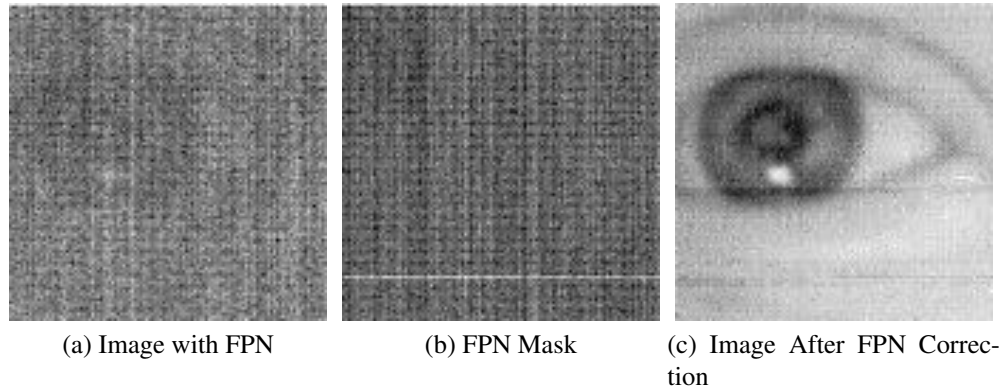 (a) Image with FPN
(b) FPN Mask
(c) Image After FPN Correc-
tion